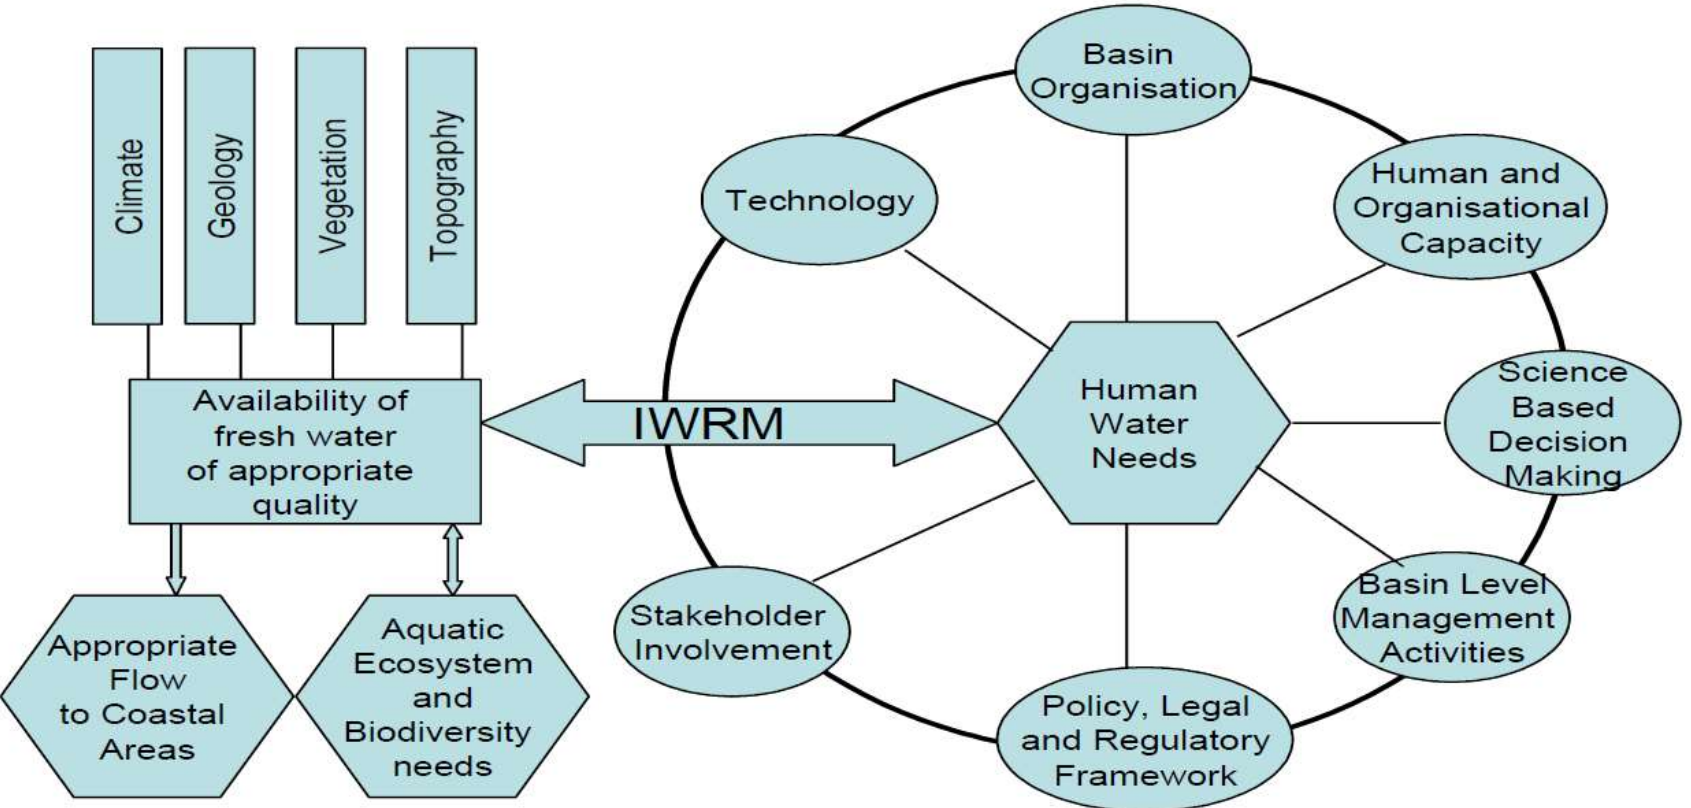 Climate
Geology
Vegetation
Topography
Availability of
fresh water
of appropriate
quality
Appropriate
Flow
to Coastal
Areas
Aquatic
Ecosystem
and
Biodiversity
needs
IWRM
Human
Water
Needs
Basin
Organisation
Human and
Organisational
Capacity
Science
Based
Decision
Making
Basin Level
Management
Activities
Policy, Legal
and Regulatory
Framework
Stakeholder
Involvement
Technology